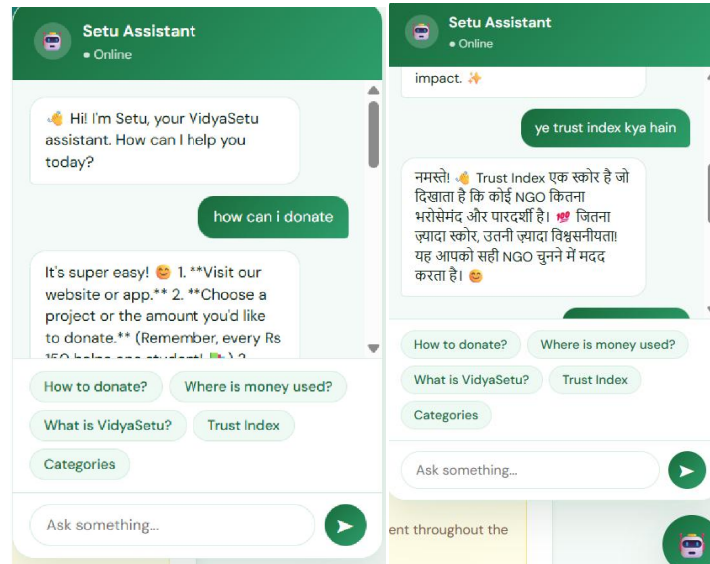 Setu Assistant
● Online
👋 Hi! I'm Setu, your VidyaSetu
assistant. How can I help you
today?
how can i donate
It's super easy! 😊 1. **Visit our
website or app.** 2. **Choose a
project or the amount you'd like
to donate.** (Remember, every Rs
150 helps one student! 📚) 3.
How to donate?
Where is money used?
What is VidyaSetu?
Trust Index
Categories
Ask something...
Setu Assistant
● Online
impact. ✨
ye trust index kya hain
नमस्ते! 👋 Trust Index एक स्कोर है जो
दिखाता है कि कोई NGO कितना
भरोसेमंद और पारदर्शी है। 💯 जितना
ज़्यादा स्कोर, उतनी ज़्यादा विश्वसनीयता!
यह आपको सही NGO चुनने में मदद
करता है। 😊
How to donate?
Where is money used?
What is VidyaSetu?
Trust Index
Categories
Ask something...
ent throughout the